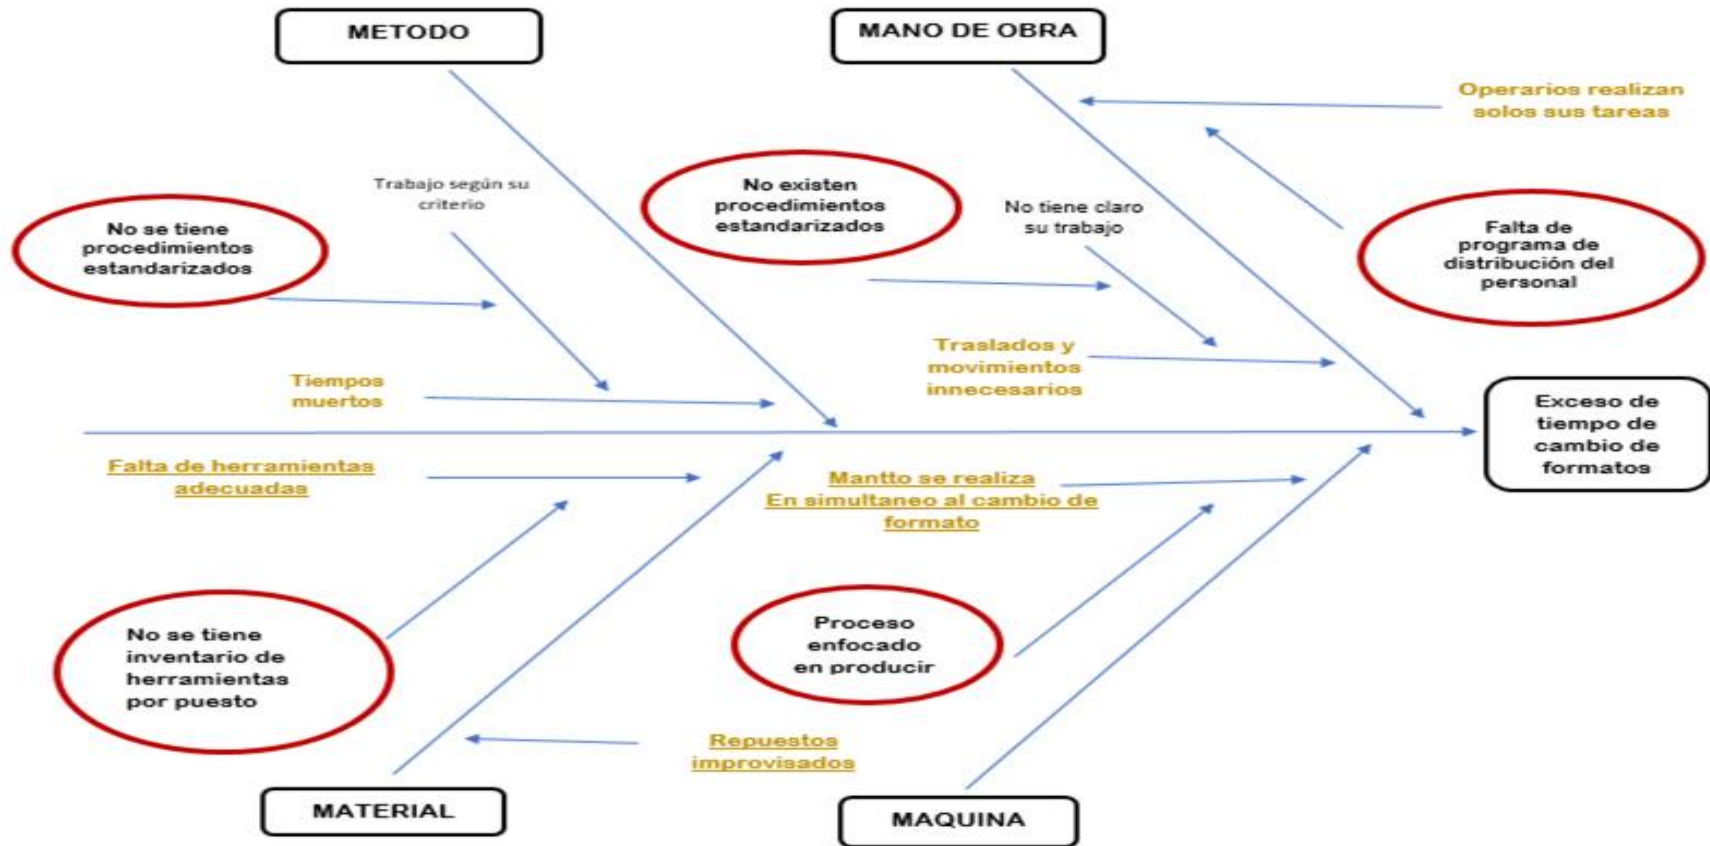 METODO
MANO DE OBRA
Operarios realizan
solos sus tareas
Trabajo según su
criterio
No existen
procedimientos
estandarizados
No tiene claro
su trabajo
No se tiene
procedimientos
estandarizados
Falta de
programa de
distribución del
personal
Tiempos
muertos
Traslados y
movimientos
innecesarios
Exceso de
tiempo de
cambio de
formatos
Falta de herramientas
adecuadas
Mantto se realiza
En simultaneo al cambio de
formato
No se tiene
inventario de
herramientas
por puesto
Proceso
enfocado
en producir
Repuestos
improvisados
MATERIAL
MAQUINA